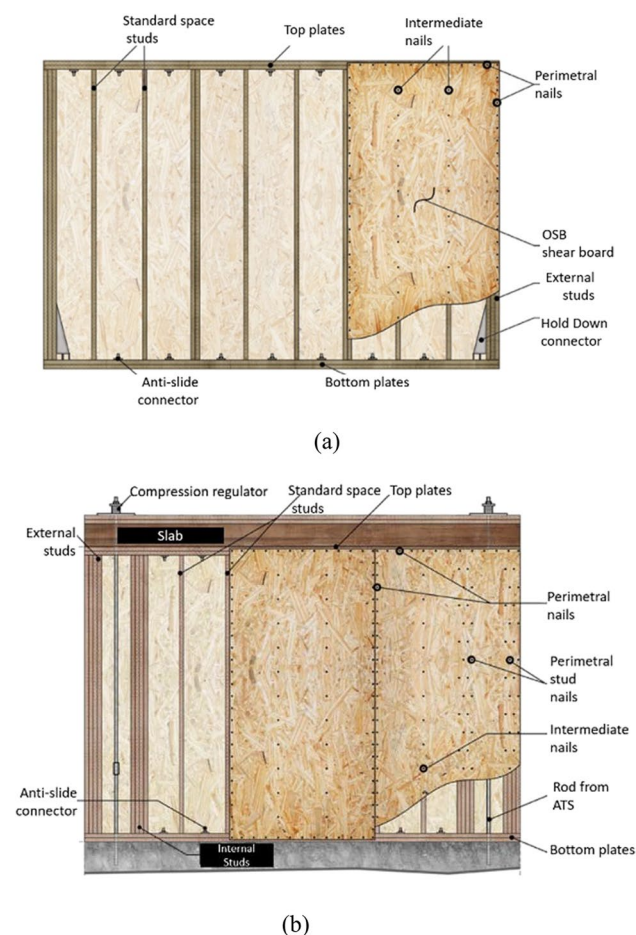 Standard space
studs
Top plates
Intermediate
nails
Perimetral
nails
OSB
shear board
External
studs
Hold Down
connector
Anti-slide
connector
Bottom plates
(a)
Compression regulator
Standard space
studs
Top plates
External
studs
Slab
Perimetral
nails
Perimetral
stud
nails
Intermediate
nails
Anti-slide
connector
Rod from
ATS
Internal
Studs
Bottom plates
(b)